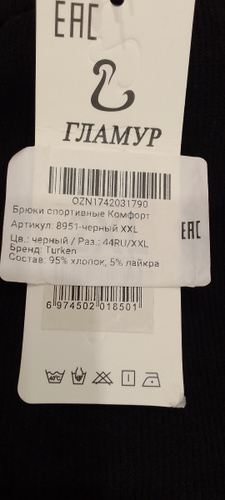 EAC
ГЛАМУР
OZN1742031790
Брюки спортивные Комфорт
Артикул: 8951-черный XXL
Цв.: черный / Раз.: 44RU/XXL
Бренд: Turken
Состав: 95% хлопок, 5% лайкра
EAC
6 974502 018501
40°C